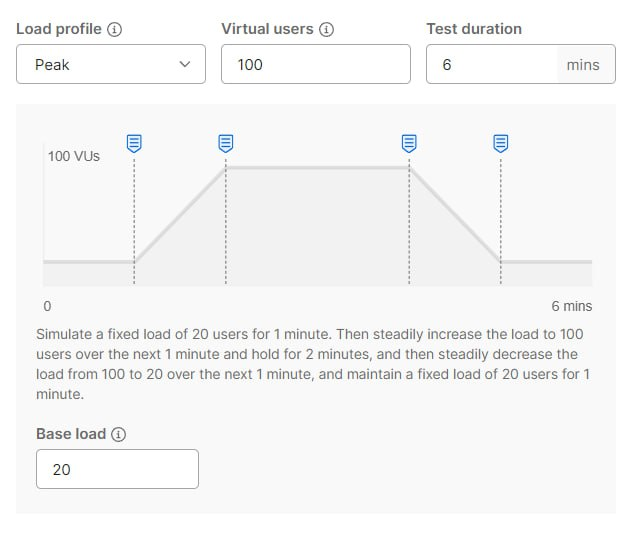 Load profile
Virtual users
Test duration
Peak
100
6
mins
100 VUs
0
6 mins
Simulate a fixed load of 20 users for 1 minute. Then steadily increase the load to 100
users over the next 1 minute and hold for 2 minutes, and then steadily decrease the
load from 100 to 20 over the next 1 minute, and maintain a fixed load of 20 users for 1
minute.
Base load
20